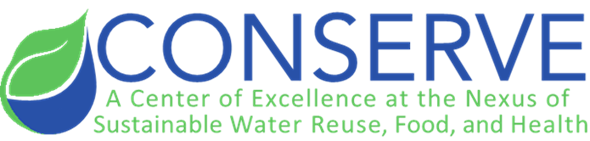 CONSERVE
A Center of Excellence at the Nexus of
Sustainable Water Reuse, Food, and Health